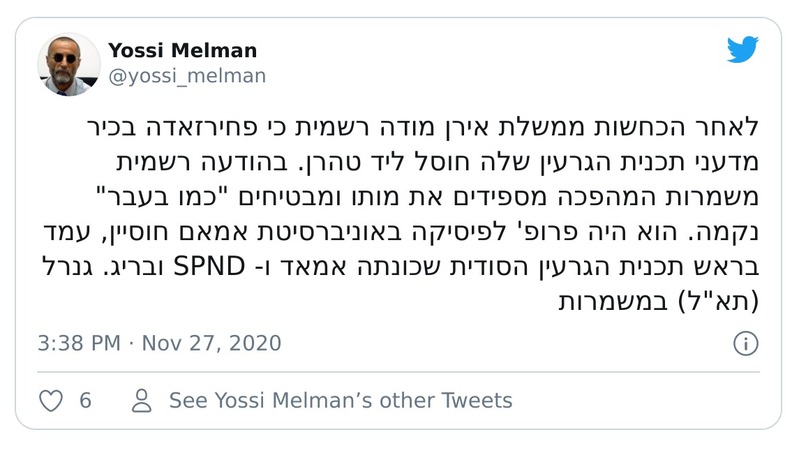 Yossi Melman
@yossi_melman
לאחר הכחשות ממשלת אירן מודה רשמית כי פחירזאדה בכיר
מדעני תכנית הגרעין שלה חוסל ליד טהרן. בהודעה רשמית
משמרות המהפכה מספידים את מותו ומבטיחים "כמו בעבר"
נקמה. הוא היה פרופ' לפיסיקה באוניברסיטת אמאם חוסיין, עמד
בראש תכנית הגרעין הסודית שכונתה אמאד ו- SPND ובריג. גנרל
(תא"ל) במשמרות
3:38 PM · Nov 27, 2020
6 See Yossi Melman’s other Tweets